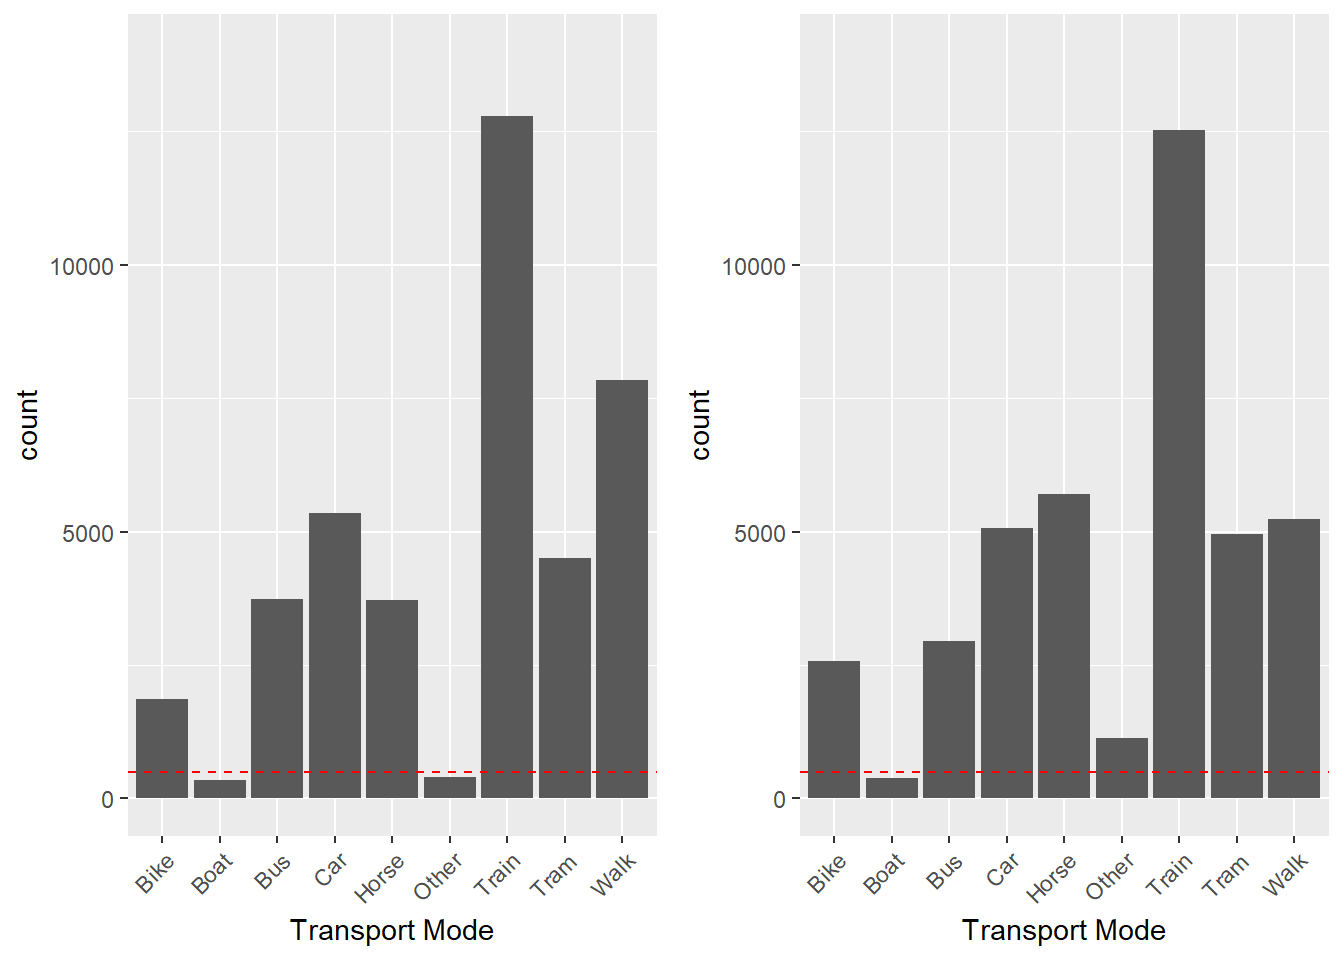 count
10000
5000
0
Bike
Boat
Bus
Car
Horse
Other
Train
Tram
Walk
Transport Mode
count
10000
5000
0
Bike
Boat
Bus
Car
Horse
Other
Train
Tram
Walk
Transport Mode